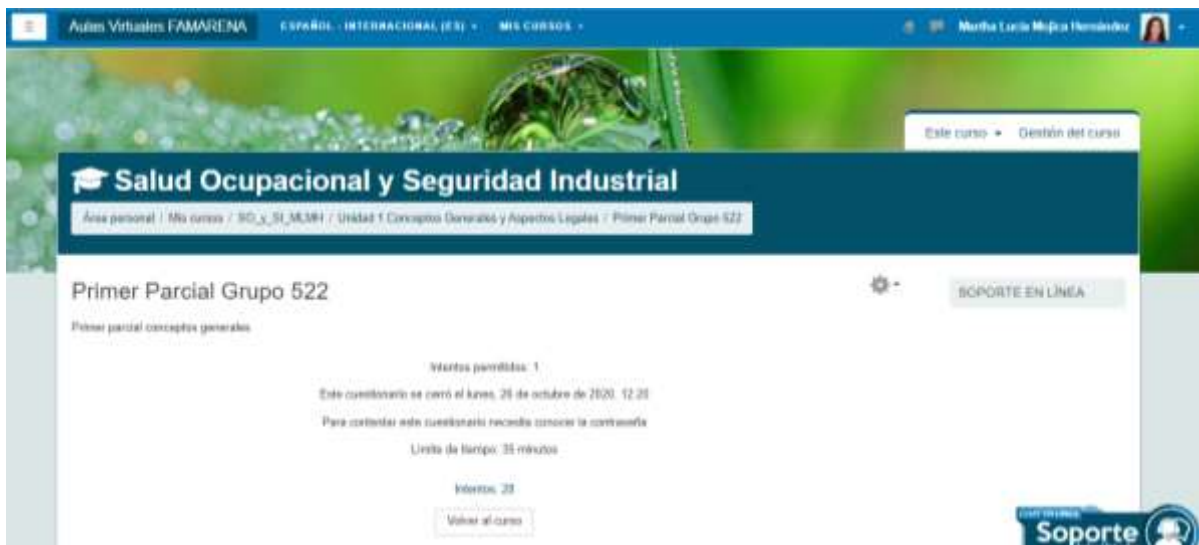 Aulas Virtuales FAMARENA ESPAÑOL - INTERNACIONAL (ES) MIS CURSOS Martha Lucia Mojica Hernández
Este curso Gestión del curso
Salud Ocupacional y Seguridad Industrial
Área personal / Mis cursos / SO_y_SI_MLMH / Unidad 1 Conceptos Generales y Aspectos Legales / Primer Parcial Grupo 522
Primer Parcial Grupo 522
SOPORTE EN LÍNEA
Primer parcial conceptos generales
Intentos permitidos: 1
Este cuestionario se cerró el lunes, 26 de octubre de 2020, 12:20
Para contestar este cuestionario necesita conocer la contraseña
Límite de tiempo: 35 minutos
Intentos: 28
Volver al curso
Soporte